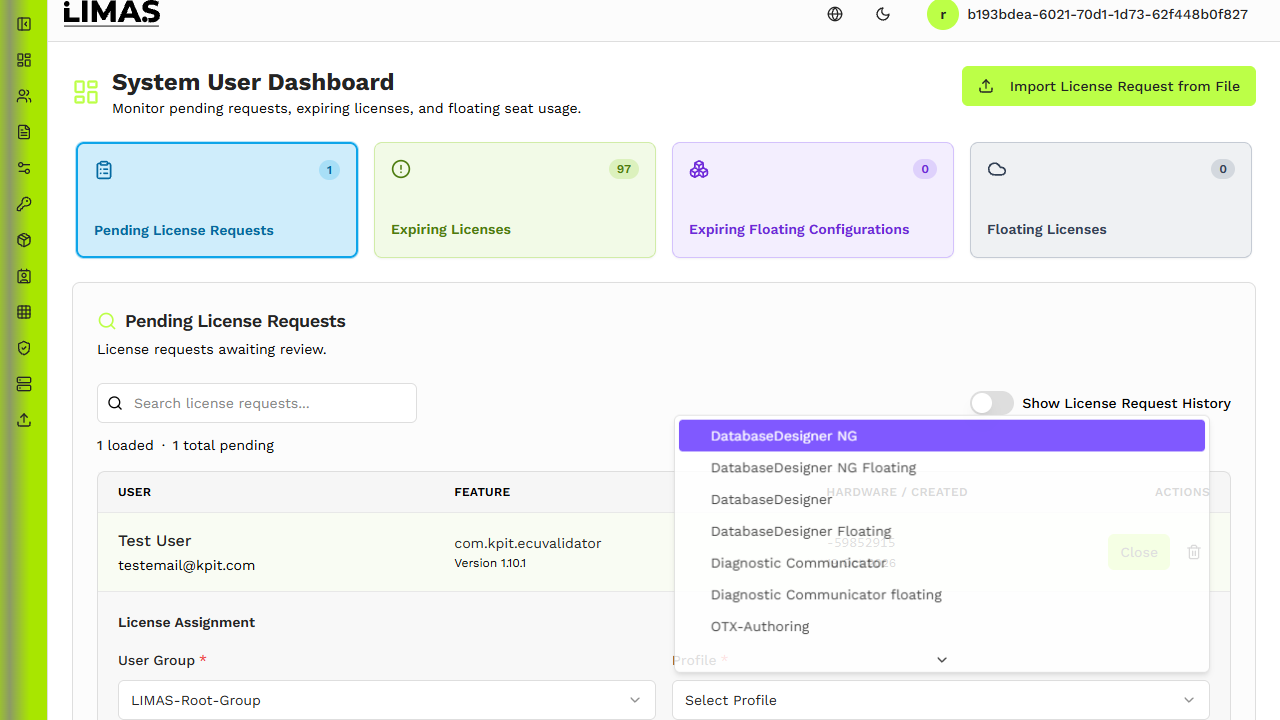 LIMAS
r
b193bdea-6021-70d1-1d73-62f448b0f827
System User Dashboard
Monitor pending requests, expiring licenses, and floating seat usage.
Import License Request from File
1
Pending License Requests
97
Expiring Licenses
0
Expiring Floating Configurations
0
Floating Licenses
Pending License Requests
License requests awaiting review.
Search license requests...
Show License Request History
1 loaded · 1 total pending
USER
FEATURE
HARDWARE / CREATED
ACTIONS
Test User
testemail@kpit.com
com.kpit.ecuvalidator
Version 1.10.1
-59852915
Close
DatabaseDesigner NG
DatabaseDesigner NG Floating
DatabaseDesigner
DatabaseDesigner Floating
Diagnostic Communicator
Diagnostic Communicator floating
OTX-Authoring
License Assignment
User Group *
LIMAS-Root-Group
Profile *
Select Profile